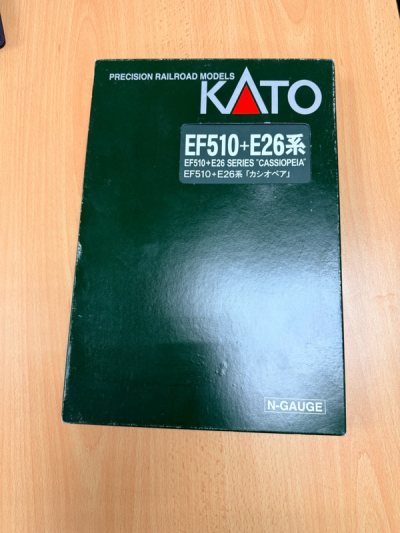 PRECISION RAILROAD MODELS
KATO
EF510+E26系
EF510+E26 SERIES "CASSIOPEIA"
EF510+E26系「カシオペア」
N-GAUGE